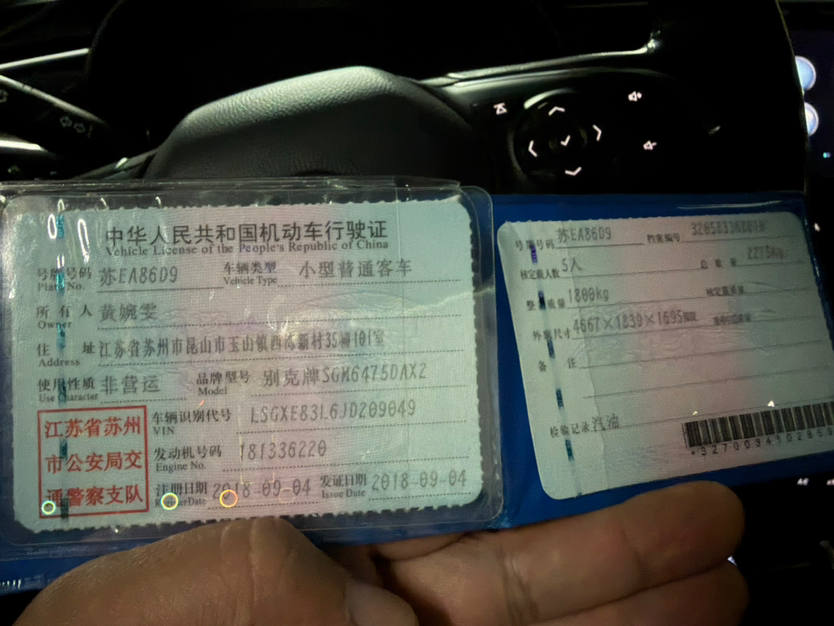 中华人民共和国机动车行驶证
Vehicle License of the People's Republic of China
号牌号码 苏EA86D9 车辆类型 小型普通客车
Plate No. Vehicle Type
所有人 黄婉雯
Owner
住址 江苏省苏州市昆山市玉山镇西湾新村35幢101室
Address
使用性质 非营运 品牌型号 别克牌SGM6475DAX2
Use Character Model
江苏省苏州
市公安局交
通警察支队
车辆识别代号 LSGXE83L6JD209049
VIN
发动机号码 181336220
Engine No.
注册日期 2018-09-04 发证日期 2018-09-04
Issue Date
号牌号码 苏EA86D9 档案编号
核定载人数 5人 总质量
整备质量 1800kg 核定载质量
外廓尺寸 4667×1839×1695
备注
检验记录 汽油